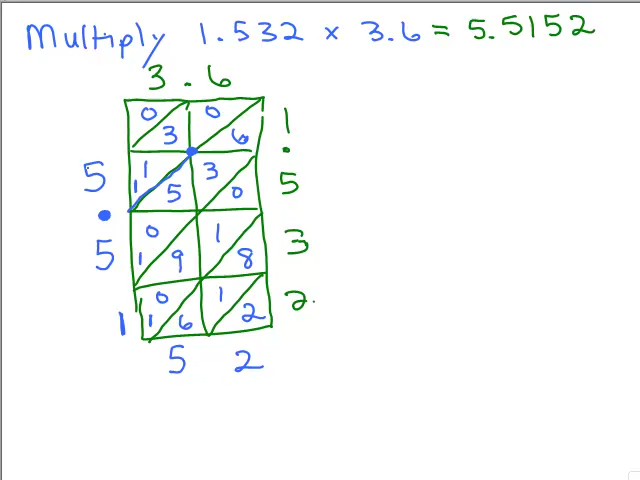 Multiply 1.532 × 3.6 = 5.5152
3 . 6
0 0 1
3 6 .
5 1 3 5
1 5 0
.
0 1
5 1 9 8 3
0 1
1 1 6 2 2.
5 2